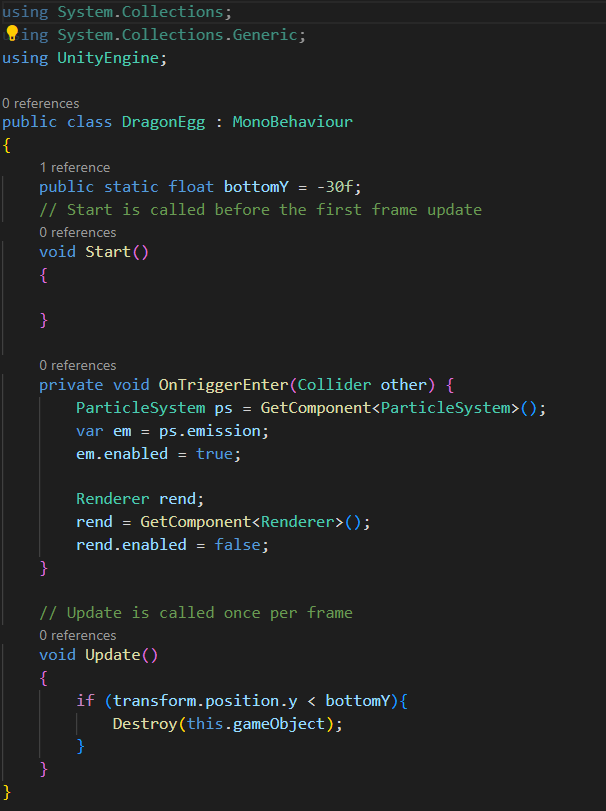 using System.Collections;
ing System.Collections.Generic;
using UnityEngine;
0 references
public class DragonEgg : MonoBehaviour
{
1 reference
public static float bottomY = -30f;
// Start is called before the first frame update
0 references
void Start()
{
}
0 references
private void OnTriggerEnter(Collider other) {
ParticleSystem ps = GetComponent<ParticleSystem>();
var em = ps.emission;
em.enabled = true;
Renderer rend;
rend = GetComponent<Renderer>();
rend.enabled = false;
}
// Update is called once per frame
0 references
void Update()
{
if (transform.position.y < bottomY){
Destroy(this.gameObject);
}
}
}